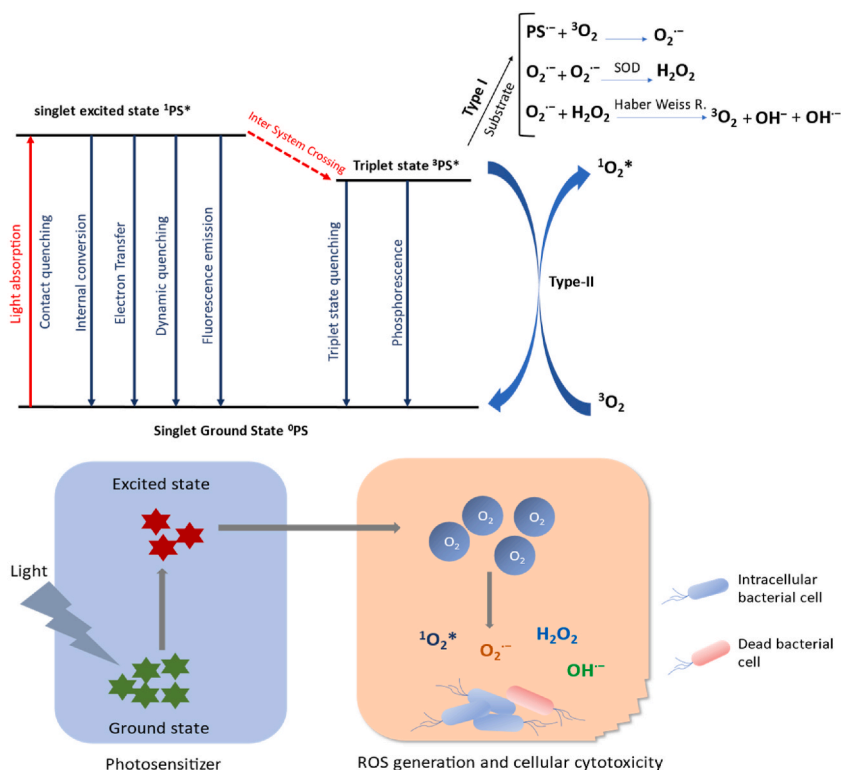 PS·− + ³O₂ → O₂·−
O₂·− + O₂·− SOD → H₂O₂
O₂·− + H₂O₂ Haber Weiss R. → ³O₂ + OH− + OH·−
Type I
Substrate
singlet excited state ¹PS*
Inter System Crossing
Triplet state ³PS*
¹O₂*
Light absorption
Contact quenching
Internal conversion
Electron Transfer
Dynamic quenching
Fluorescence emission
Triplet state quenching
Phosphorescence
Type-II
³O₂
Singlet Ground State ⁰PS
Excited state
Light
Ground state
Photosensitizer
O₂
O₂
O₂
O₂
¹O₂*
O₂·−
H₂O₂
OH·−
ROS generation and cellular cytotoxicity
Intracellular
bacterial cell
Dead bacterial
cell